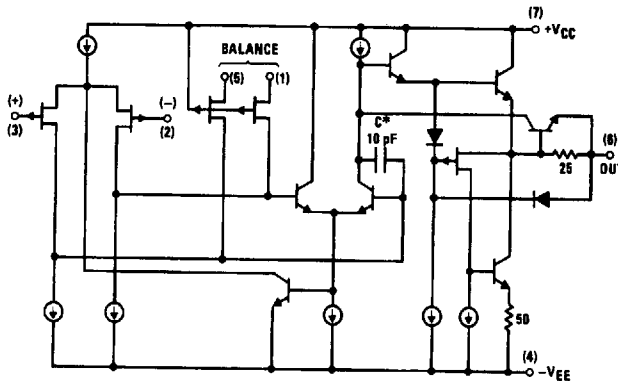 (7)
+VCC
BALANCE
(5) (1)
(+)
(3)
(−)
(2)
C*
10 pF
(6)
OUT
25
50
(4)
−VEE